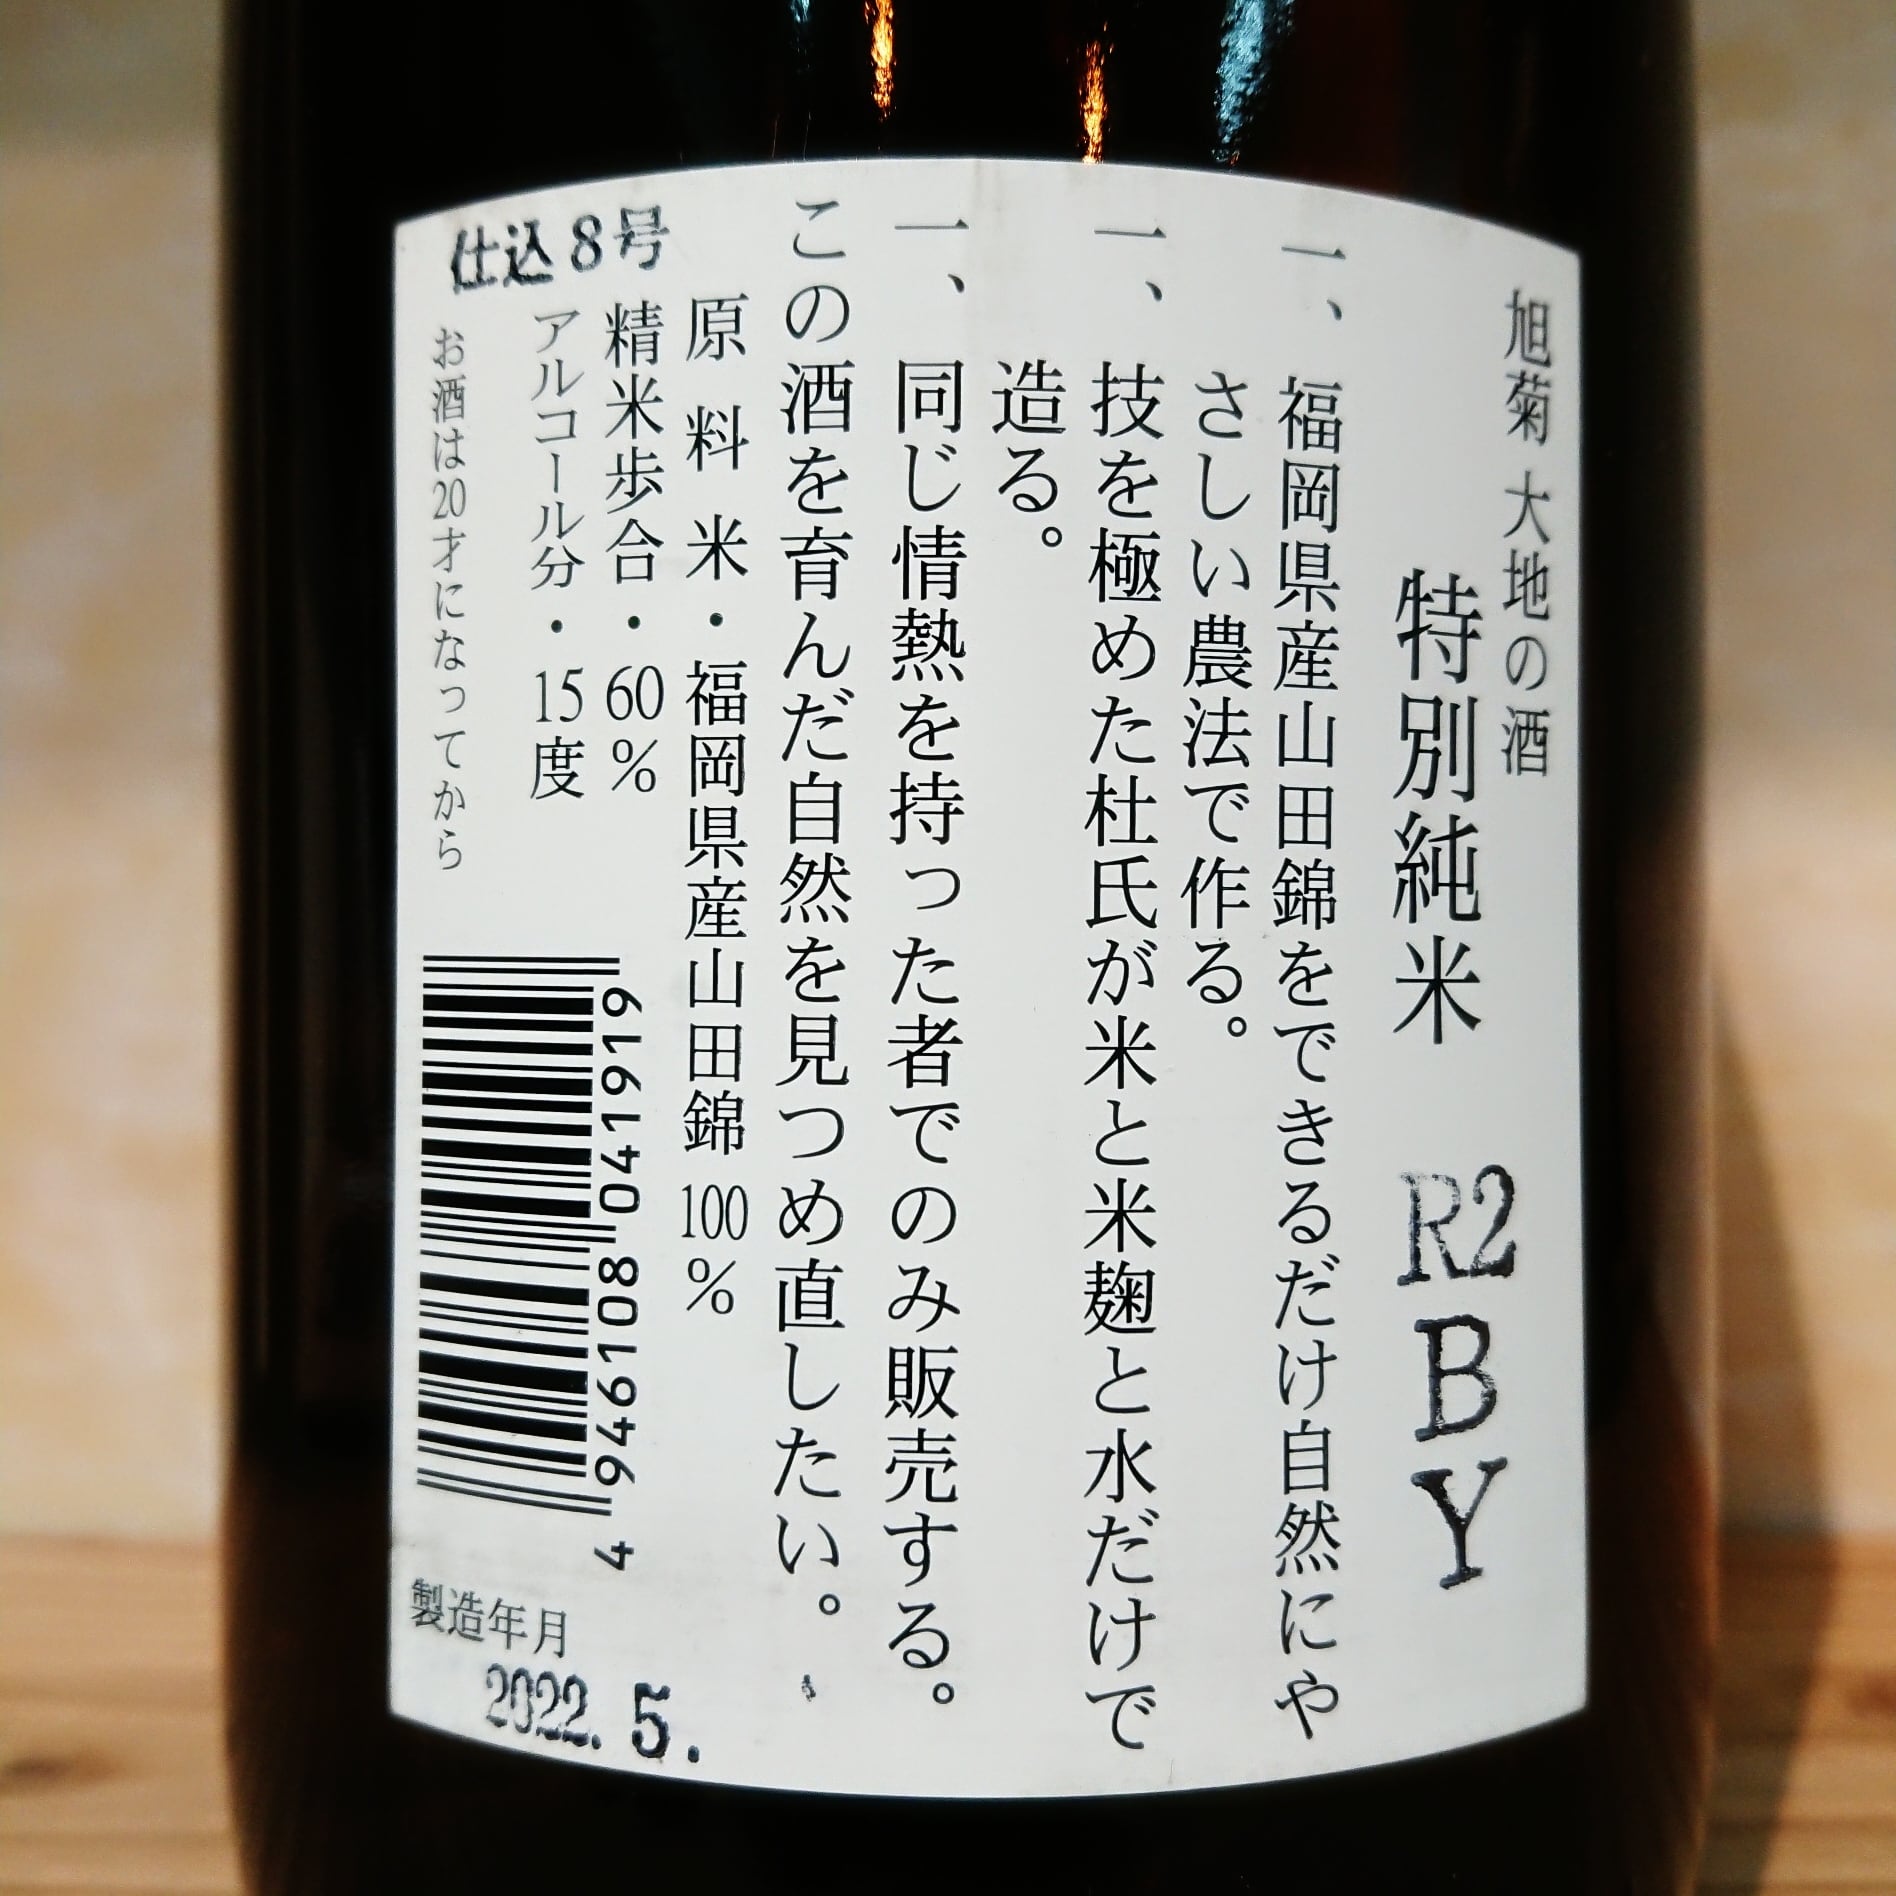 旭菊 大地の酒
特別純米 R2BY
一、福岡県産山田錦をできるだけ自然にや
さしい農法で作る。
一、技を極めた杜氏が米と米麹と水だけで
造る。
一、同じ情熱を持った者でのみ販売する。
この酒を育んだ自然を見つめ直したい。
原料米・福岡県産山田錦100%
精米歩合・60%
アルコール分・15度
仕込8号
お酒は20才になってから
4946108041919
製造年月
2022.5.